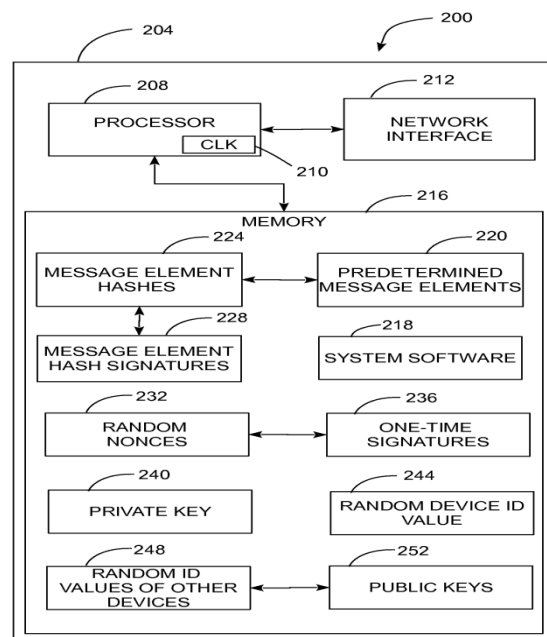 204
200
208
212
PROCESSOR
CLK
210
NETWORK
INTERFACE
216
MEMORY
224
220
MESSAGE ELEMENT
HASHES
PREDETERMINED
MESSAGE ELEMENTS
228
218
MESSAGE ELEMENT
HASH SIGNATURES
SYSTEM SOFTWARE
232
236
RANDOM
NONCES
ONE-TIME
SIGNATURES
240
244
PRIVATE KEY
RANDOM DEVICE ID
VALUE
248
252
RANDOM ID
VALUES OF OTHER
DEVICES
PUBLIC KEYS